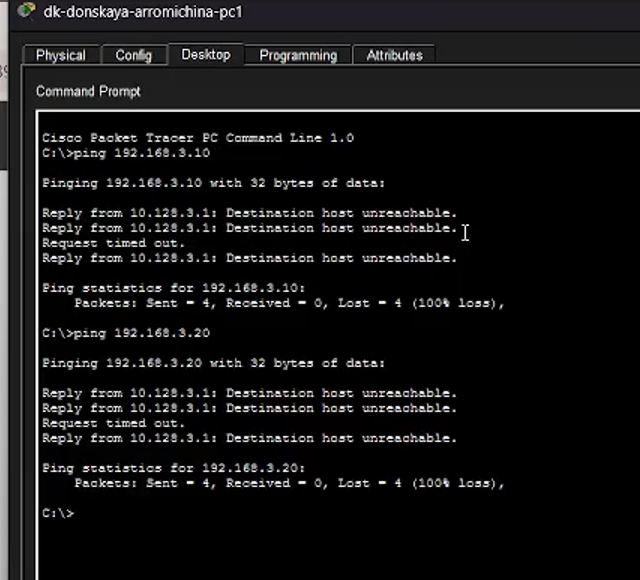 dk-donskaya-arromichina-pc1
Physical Config Desktop Programming Attributes
Command Prompt
Cisco Packet Tracer PC Command Line 1.0
C:\>ping 192.168.3.10
Pinging 192.168.3.10 with 32 bytes of data:
Reply from 10.128.3.1: Destination host unreachable.
Reply from 10.128.3.1: Destination host unreachable.
Request timed out.
Reply from 10.128.3.1: Destination host unreachable.
Ping statistics for 192.168.3.10:
Packets: Sent = 4, Received = 0, Lost = 4 (100% loss),
C:\>ping 192.168.3.20
Pinging 192.168.3.20 with 32 bytes of data:
Reply from 10.128.3.1: Destination host unreachable.
Reply from 10.128.3.1: Destination host unreachable.
Request timed out.
Reply from 10.128.3.1: Destination host unreachable.
Ping statistics for 192.168.3.20:
Packets: Sent = 4, Received = 0, Lost = 4 (100% loss),
C:\>